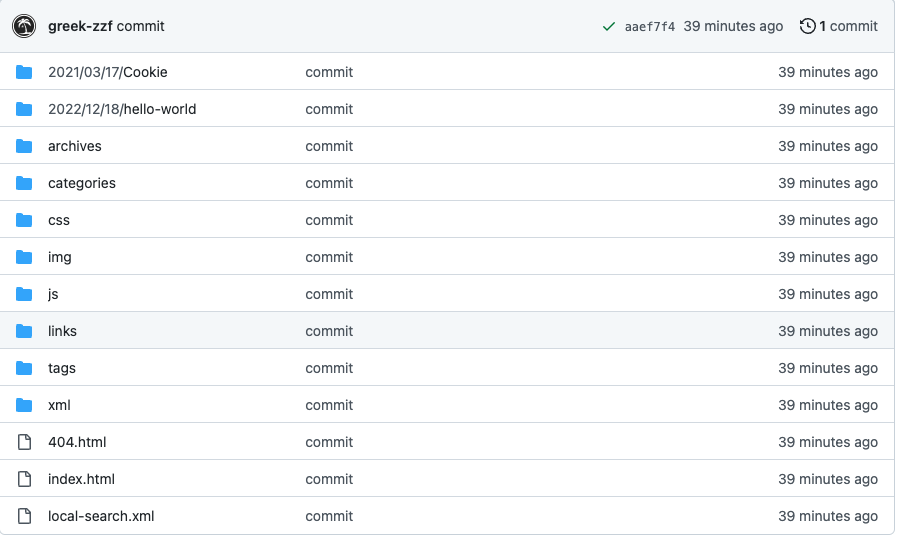 greek-zzf commit aaef7f4 39 minutes ago 1 commit
2021/03/17/Cookie commit 39 minutes ago
2022/12/18/hello-world commit 39 minutes ago
archives commit 39 minutes ago
categories commit 39 minutes ago
css commit 39 minutes ago
img commit 39 minutes ago
js commit 39 minutes ago
links commit 39 minutes ago
tags commit 39 minutes ago
xml commit 39 minutes ago
404.html commit 39 minutes ago
index.html commit 39 minutes ago
local-search.xml commit 39 minutes ago